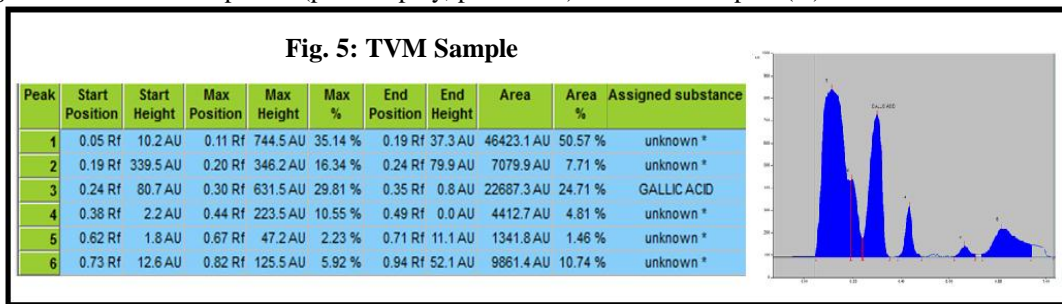 Fig. 5: TVM Sample
Peak Start Position Start Height Max Position Max Height Max % End Position End Height Area Area % Assigned substance
1 0.05 Rf 10.2 AU 0.11 Rf 744.5 AU 35.14 % 0.19 Rf 37.3 AU 46423.1 AU 50.57 % unknown *
2 0.19 Rf 339.5 AU 0.20 Rf 346.2 AU 16.34 % 0.24 Rf 79.9 AU 7079.9 AU 7.71 % unknown *
3 0.24 Rf 80.7 AU 0.30 Rf 631.5 AU 29.81 % 0.35 Rf 0.8 AU 22687.3 AU 24.71 % GALLIC ACID
4 0.38 Rf 2.2 AU 0.44 Rf 223.5 AU 10.55 % 0.49 Rf 0.0 AU 4412.7 AU 4.81 % unknown *
5 0.62 Rf 1.8 AU 0.67 Rf 47.2 AU 2.23 % 0.71 Rf 11.1 AU 1341.8 AU 1.46 % unknown *
6 0.73 Rf 12.6 AU 0.82 Rf 125.5 AU 5.92 % 0.94 Rf 52.1 AU 9861.4 AU 10.74 % unknown *
GALLIC ACID